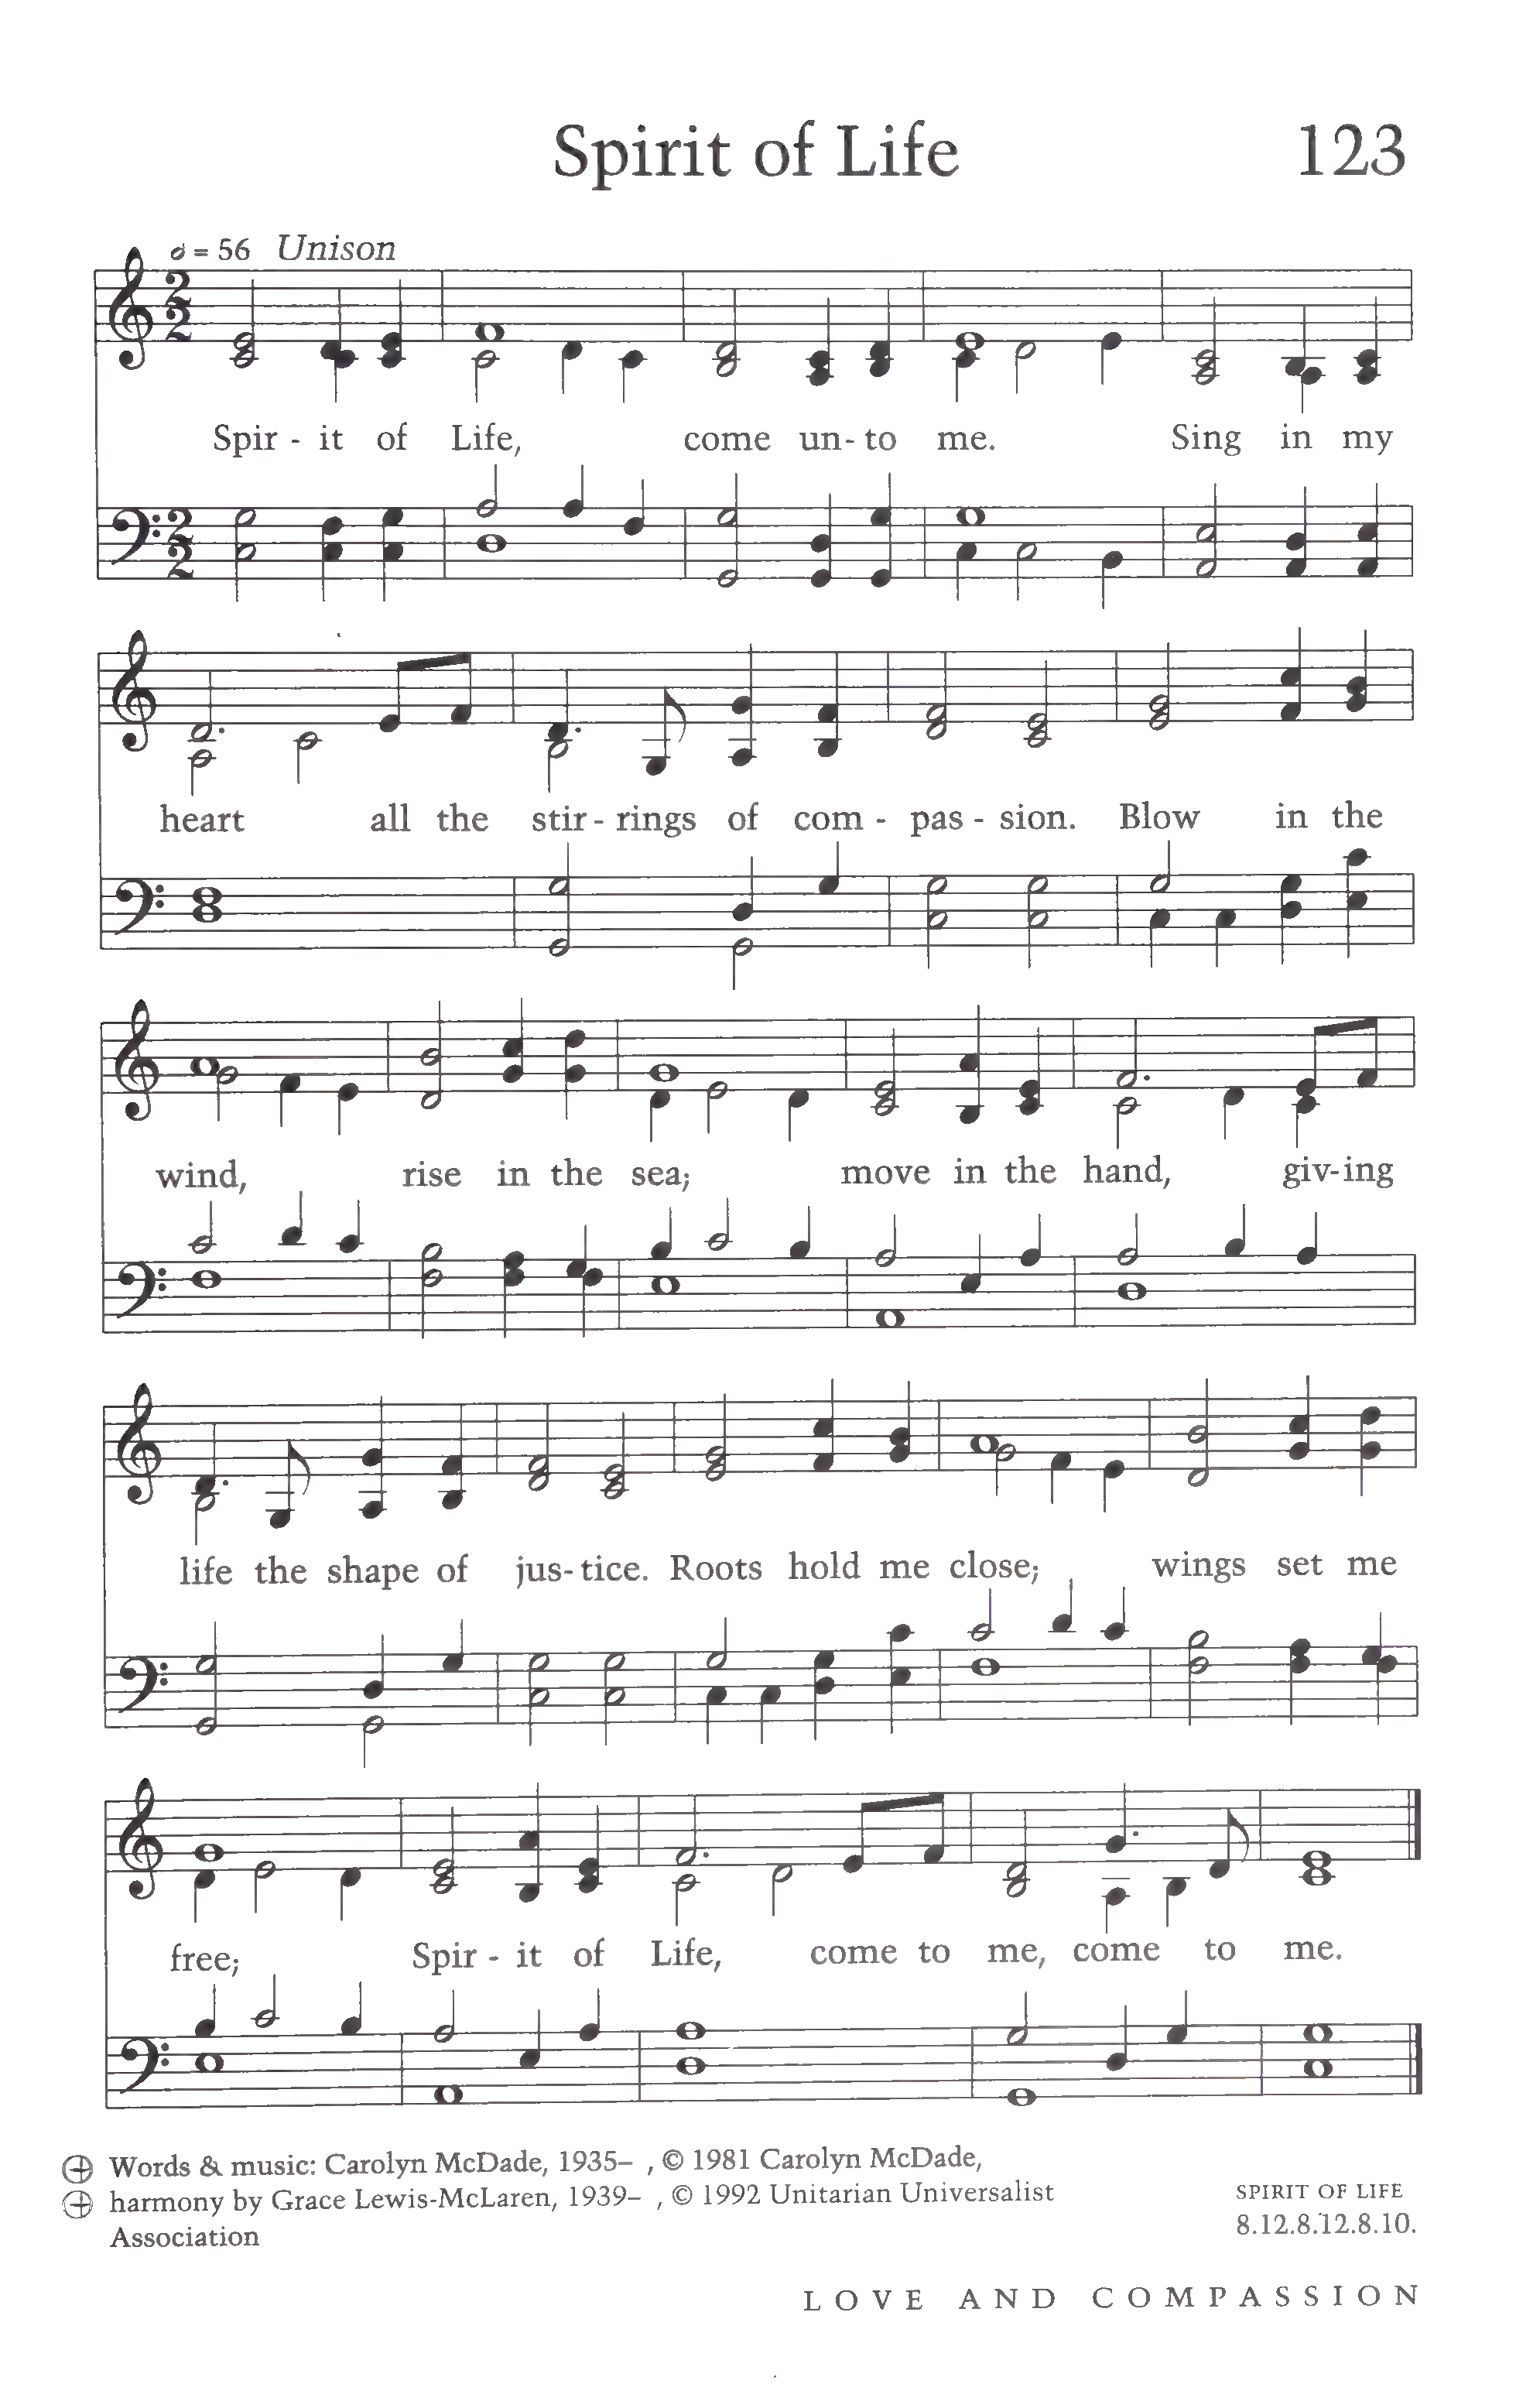 Spirit of Life 123
= 56 Unison
Spir - it of Life, come un- to me. Sing in my
heart all the stir - rings of com - pas - sion. Blow in the
wind, rise in the sea; move in the hand, giv-ing
life the shape of jus- tice. Roots hold me close; wings set me
free; Spir - it of Life, come to me, come to me.
Words & music: Carolyn McDade, 1935– , © 1981 Carolyn McDade,
harmony by Grace Lewis-McLaren, 1939– , © 1992 Unitarian Universalist
Association
SPIRIT OF LIFE
8.12.8.12.8.10.
LOVE AND COMPASSION